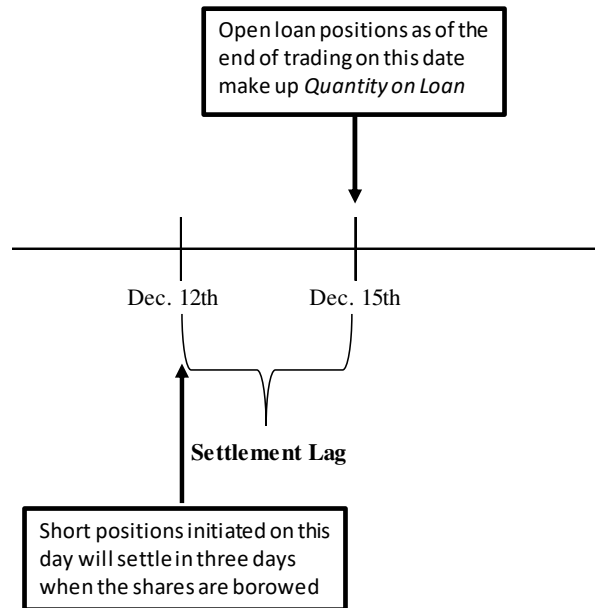 Open loan positions as of the
end of trading on this date
make up Quantity on Loan
Dec. 12th
Dec. 15th
Settlement Lag
Short positions initiated on this
day will settle in three days
when the shares are borowed